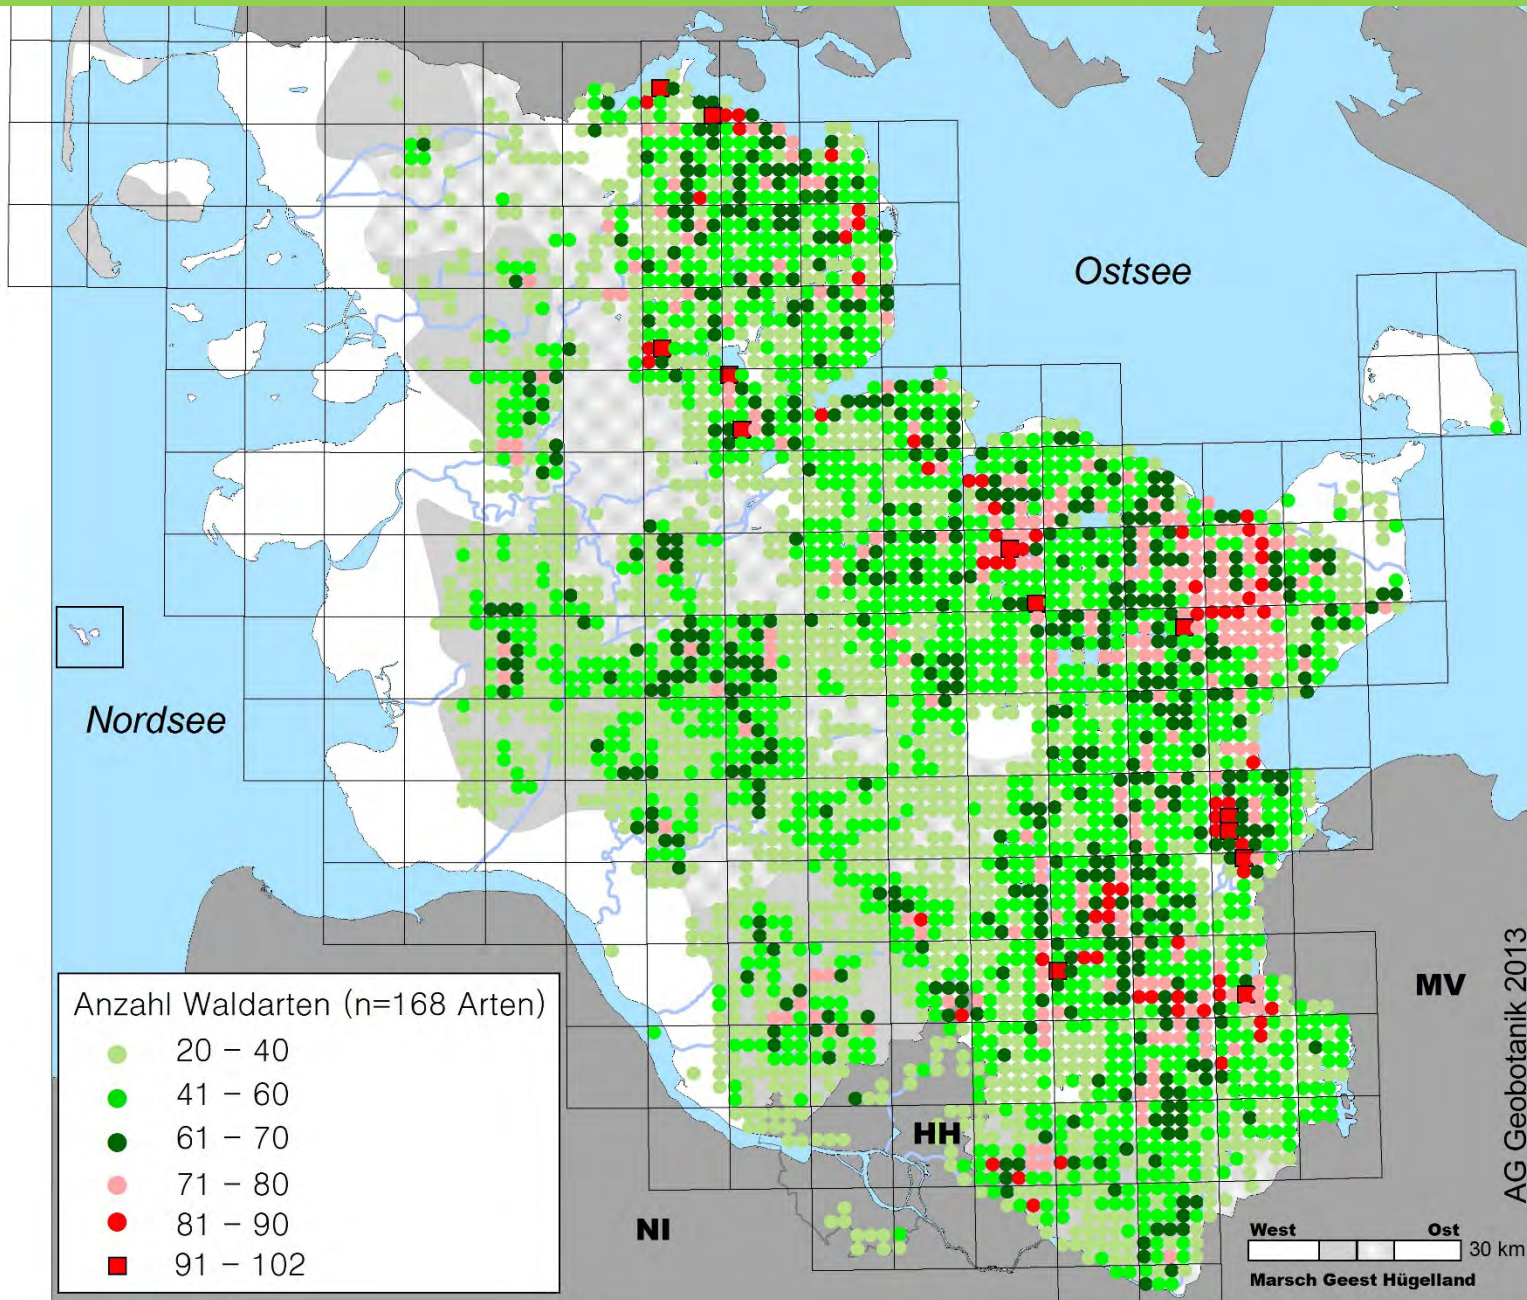 Ostsee
Nordsee
MV
HH
NI
Anzahl Waldarten (n=168 Arten)
20 – 40
41 – 60
61 – 70
71 – 80
81 – 90
91 – 102
West Ost
30 km
Marsch Geest Hügelland
AG Geobotanik 2013